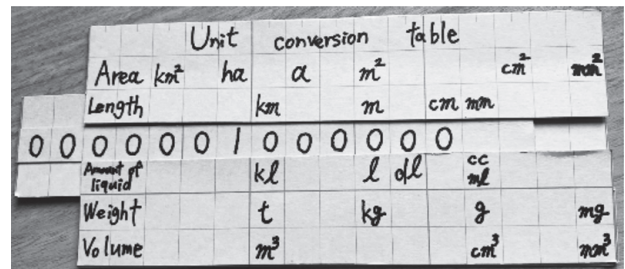 Unit conversion table
Area km² ha a m² cm² mm²
Length km m cm mm
0 0 0 0 0 0 1 0 0 0 0 0 0
Amount of liquid kl l dl cc ml
Weight t kg g mg
Volume m³ cm³ mm³